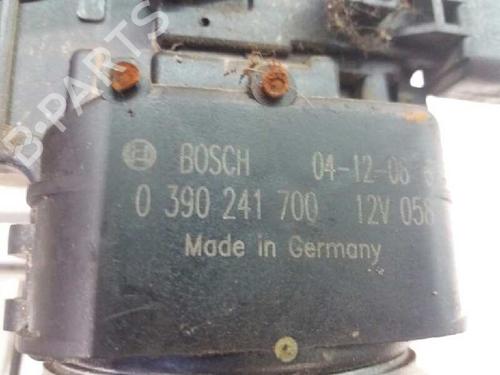 B-PARTS
BOSCH 04-12-06
0 390 241 700 12V 058
Made in Germany